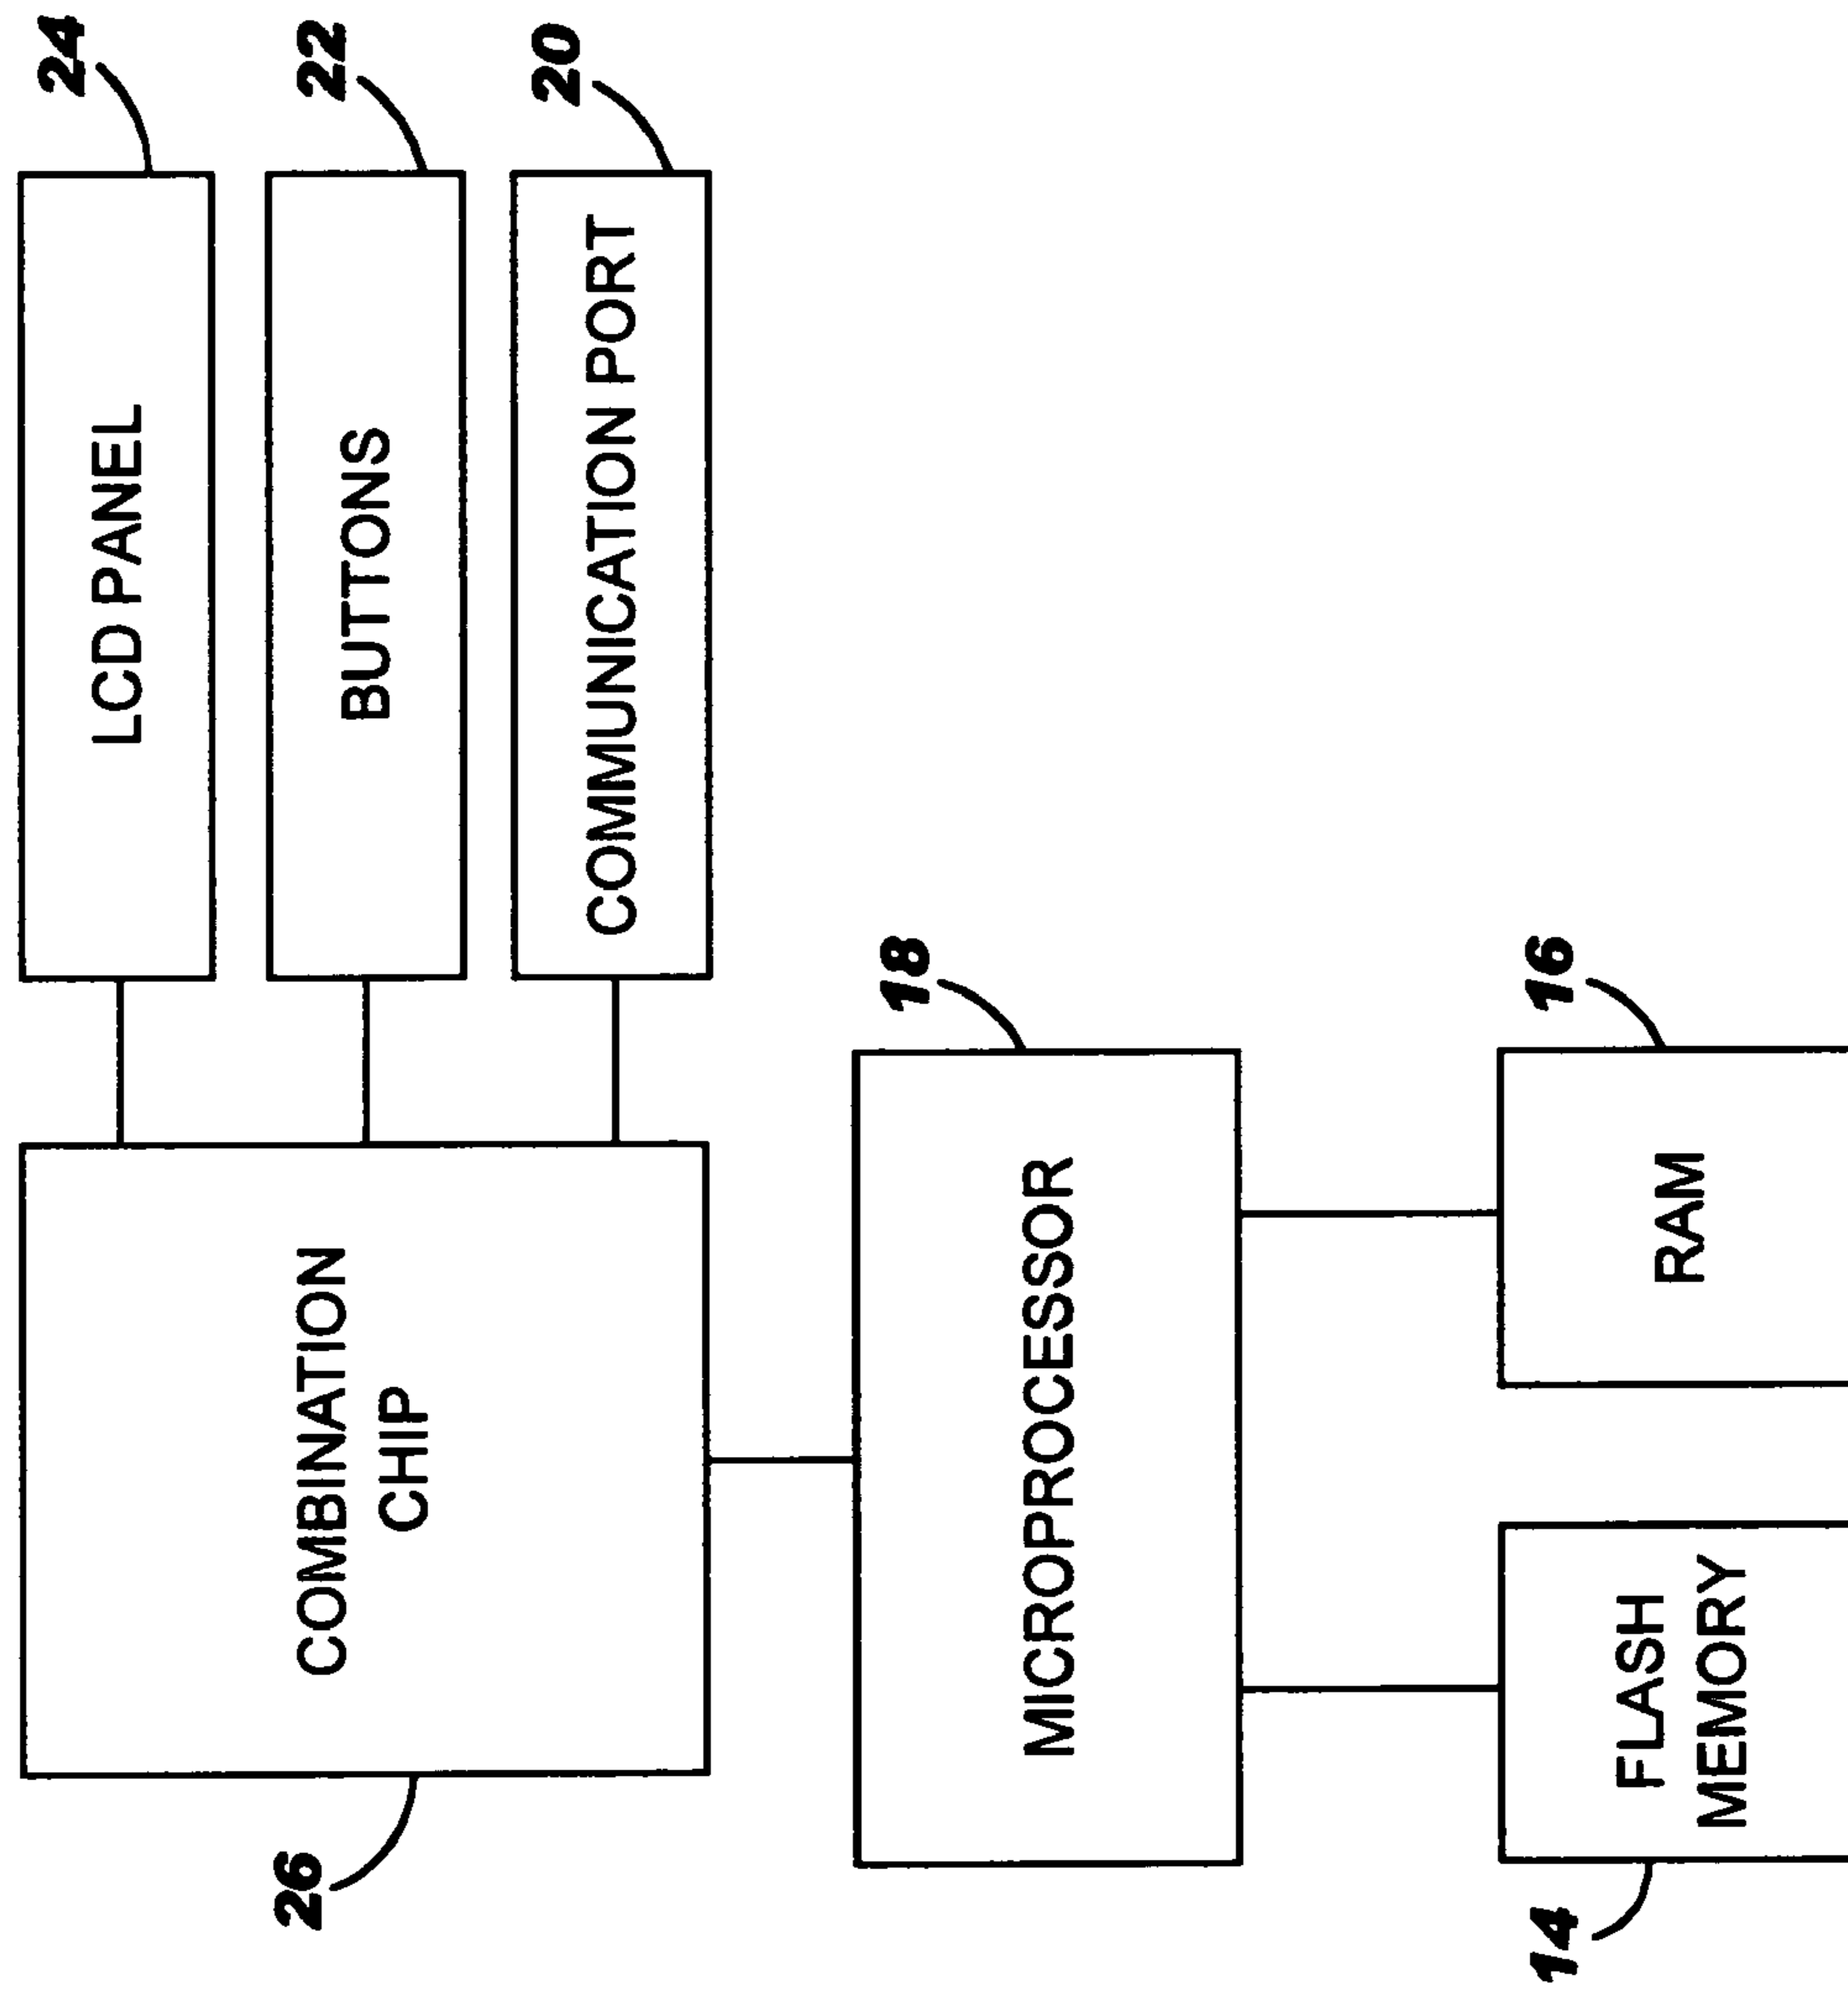 24
LCD PANEL
22
BUTTONS
20
COMMUNICATION PORT
COMBINATION
CHIP
26
18
MICROPROCESSOR
16
RAM
FLASH
MEMORY
14